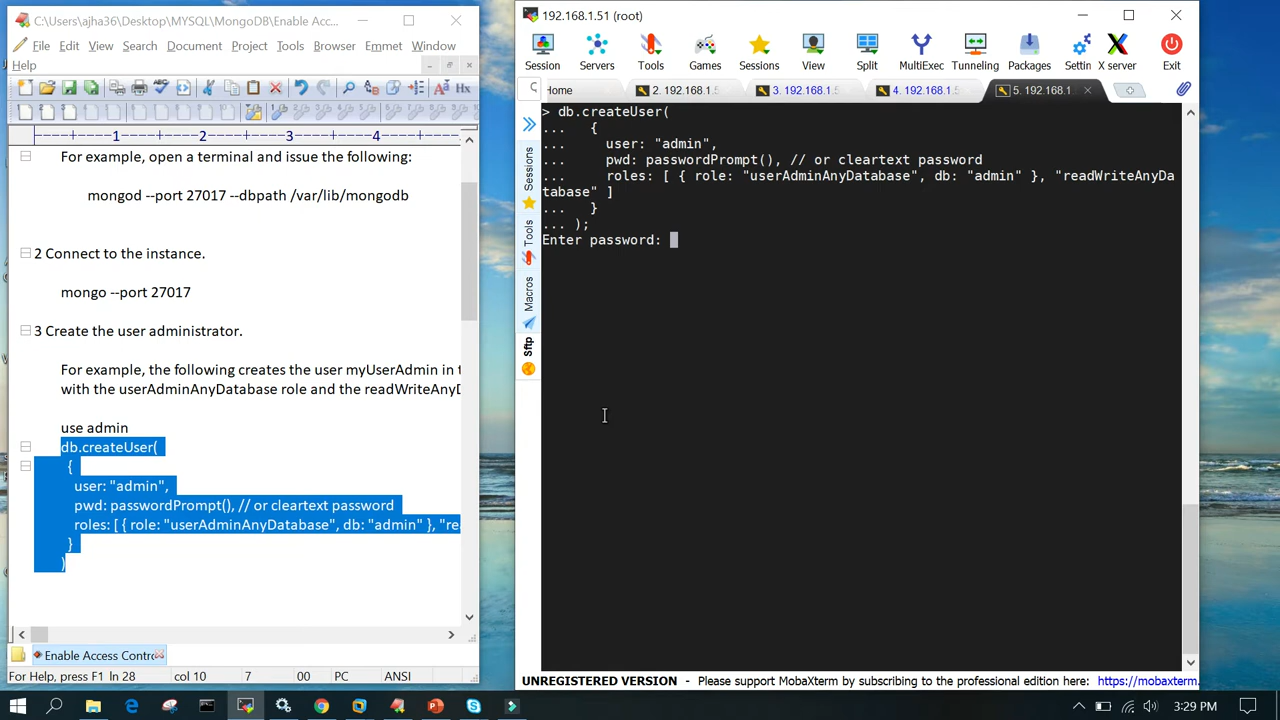 C:\Users\ajha36\Desktop\MYSQL\MongoDB\Enable Acc...
File Edit View Search Document Project Tools Browser Emmet Window
Help
1 2 3 4
For example, open a terminal and issue the following:
mongod --port 27017 --dbpath /var/lib/mongodb
2 Connect to the instance.
mongo --port 27017
3 Create the user administrator.
For example, the following creates the user myUserAdmin in t
with the userAdminAnyDatabase role and the readWriteAnyD
use admin
db.createUser(
{
user: "admin",
pwd: passwordPrompt(), // or cleartext password
roles: [ { role: "userAdminAnyDatabase", db: "admin" }, "re
}
)
Enable Access Contr
For Help, press F1 ln 28 col 10 7 00 PC ANSI
192.168.1.51 (root)
Session Servers Tools Games Sessions View Split MultiExec Tunneling Packages Settin X server Exit
Home 2. 192.168.1.5 3. 192.168.1.5 4. 192.168.1.5 5. 192.168.1
Sessions
Tools
Macros
Sftp
> db.createUser(
... {
... user: "admin",
... pwd: passwordPrompt(), // or cleartext password
... roles: [ { role: "userAdminAnyDatabase", db: "admin" }, "readWriteAnyDa
tabase" ]
... }
... );
Enter password:
UNREGISTERED VERSION - Please support MobaXterm by subscribing to the professional edition here: https://mobaxterm.
3:29 PM